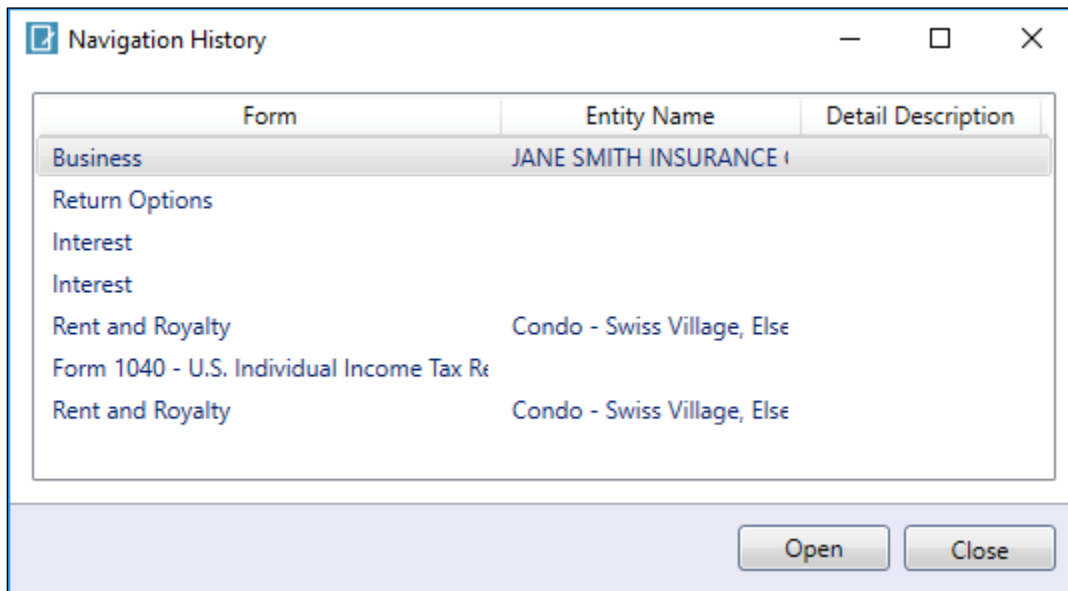 Navigation History
Form Entity Name Detail Description
Business JANE SMITH INSURANCE
Return Options
Interest
Interest
Rent and Royalty Condo - Swiss Village, Else
Form 1040 - U.S. Individual Income Tax Re
Rent and Royalty Condo - Swiss Village, Else
Open Close